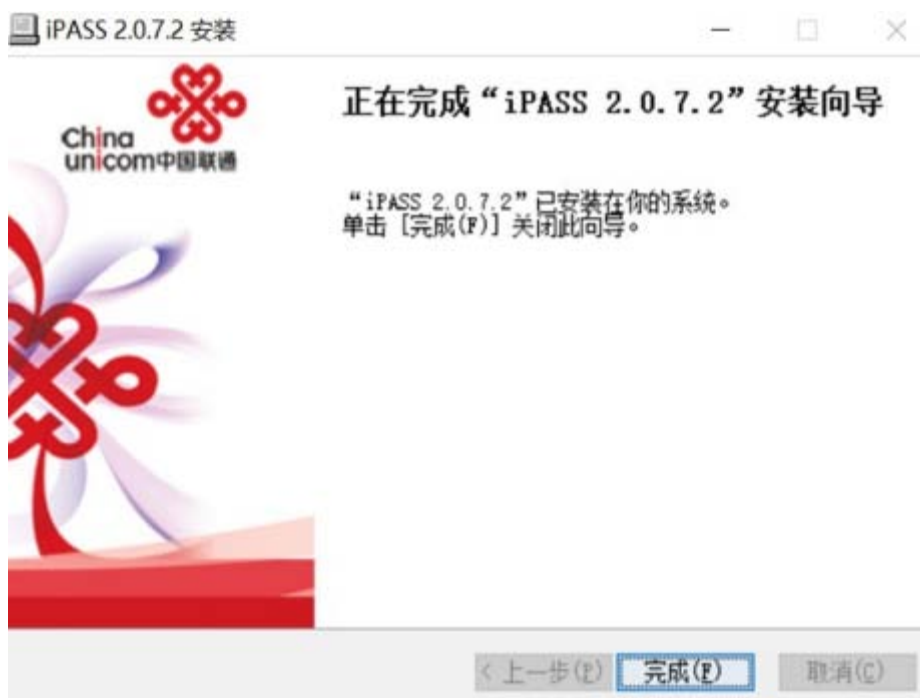 iPASS 2.0.7.2 安装
China
unicom中国联通
正在完成“iPASS 2.0.7.2”安装向导
“iPASS 2.0.7.2”已安装在你的系统。
单击 [完成(F)] 关闭此向导。
< 上一步(P)
完成(F)
取消(C)